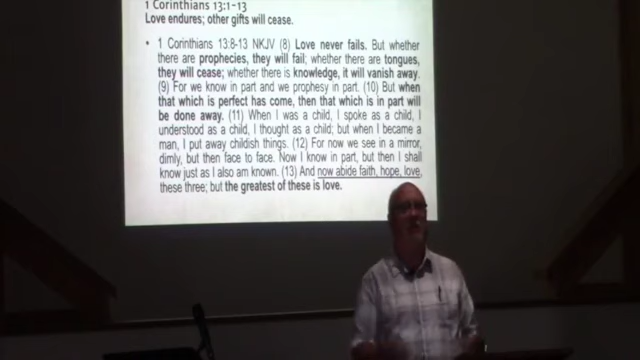 1 Corinthians 13:1-13
Love endures; other gifts will cease.
• 1 Corinthians 13:8-13 NKJV (8) Love never fails. But whether
there are prophecies, they will fail; whether there are tongues,
they will cease; whether there is knowledge, it will vanish away.
(9) For we know in part and we prophesy in part. (10) But when
that which is perfect has come, then that which is in part will
be done away. (11) When I was a child, I spoke as a child, I
understood as a child, I thought as a child; but when I became a
man, I put away childish things. (12) For now we see in a mirror,
dimly, but then face to face. Now I know in part, but then I shall
know just as I also am known. (13) And now abide faith, hope, love,
these three; but the greatest of these is love.